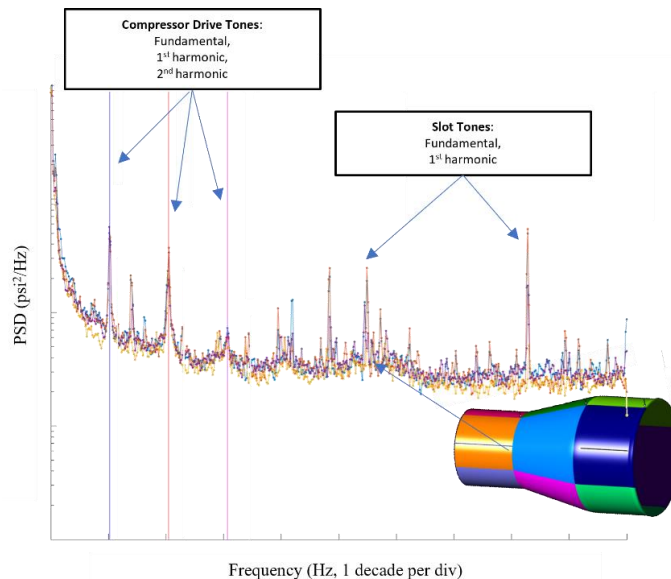 Compressor Drive Tones:
Fundamental,
1st harmonic,
2nd harmonic
Slot Tones:
Fundamental,
1st harmonic
PSD (psi²/Hz)
Frequency (Hz, 1 decade per div)